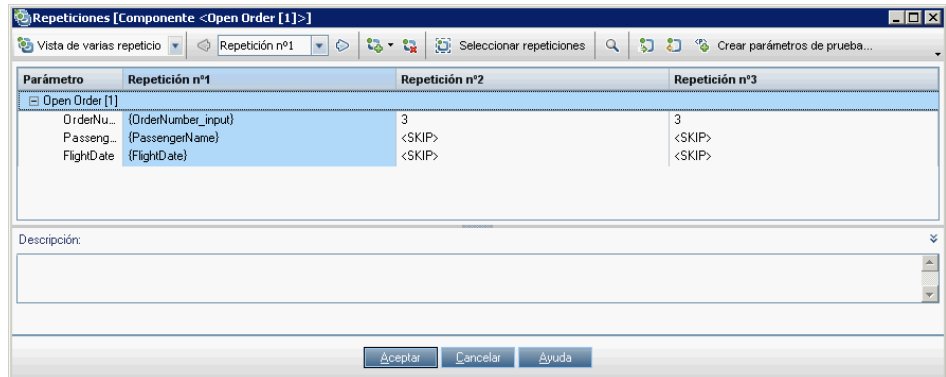 Repeticiones [Componente <Open Order [1]>]
Vista de varias repeticio Repetición nº1 Seleccionar repeticiones Crear parámetros de prueba...
Parámetro Repetición nº1 Repetición nº2 Repetición nº3
Open Order [1]
OrderNu... {OrderNumber_input} 3 3
Passeng... {PassengerName} <SKIP> <SKIP>
FlightDate {FlightDate} <SKIP> <SKIP>
Descripción:
Aceptar Cancelar Ayuda